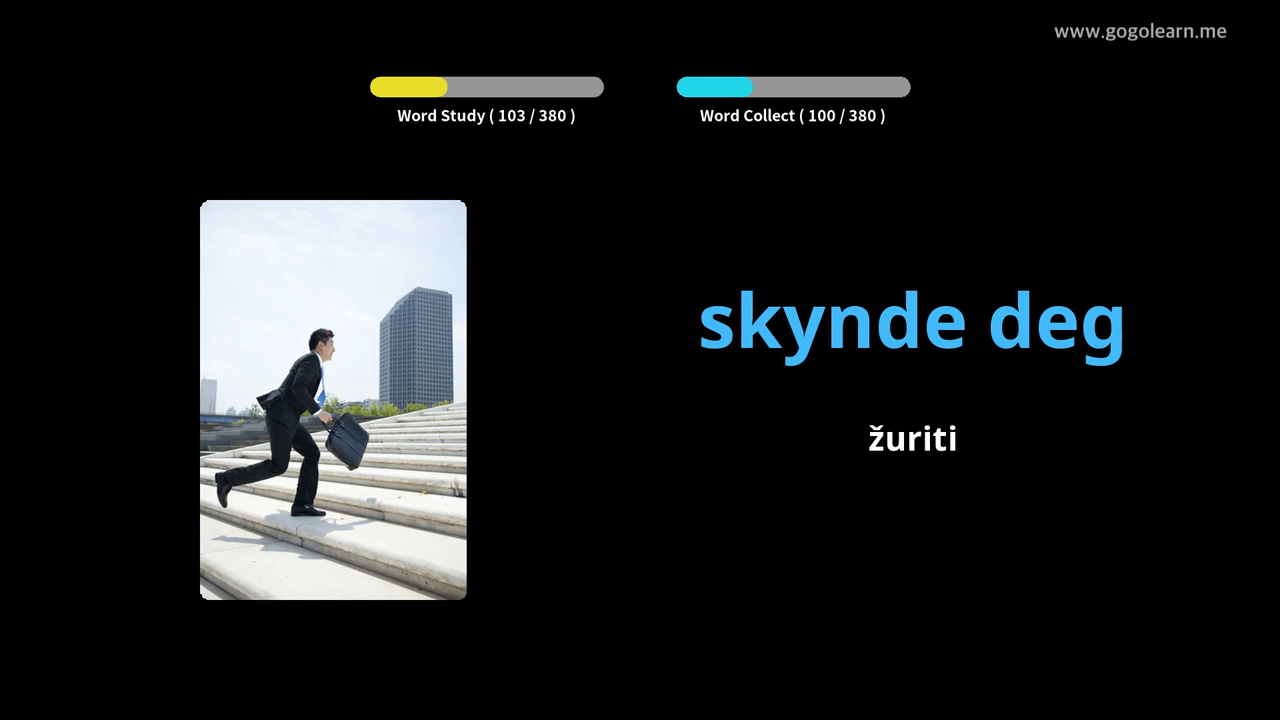 www.gogolearn.me
Word Study ( 103 / 380 )
Word Collect ( 100 / 380 )
skynde deg
žuriti